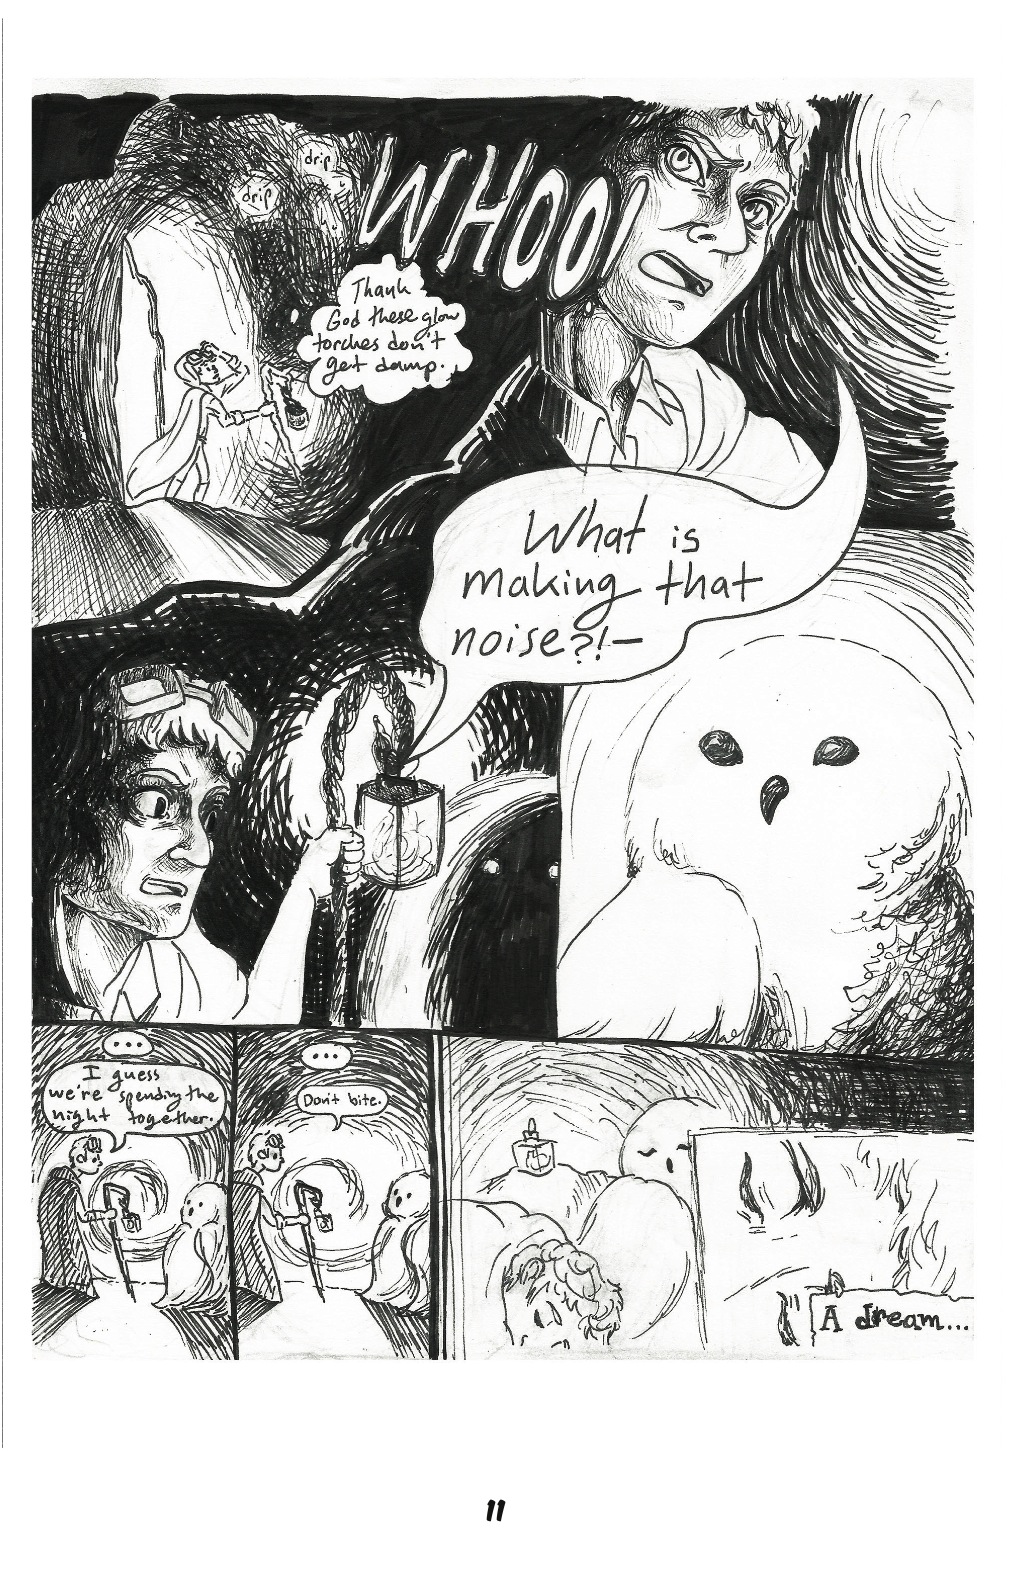 drip
drip
Thank
God these glow
torches don't
get damp.
WHOO!
What is
making that
noise?!—
...
I guess
we're spending the
night together.
...
Don't bite.
A dream...
11